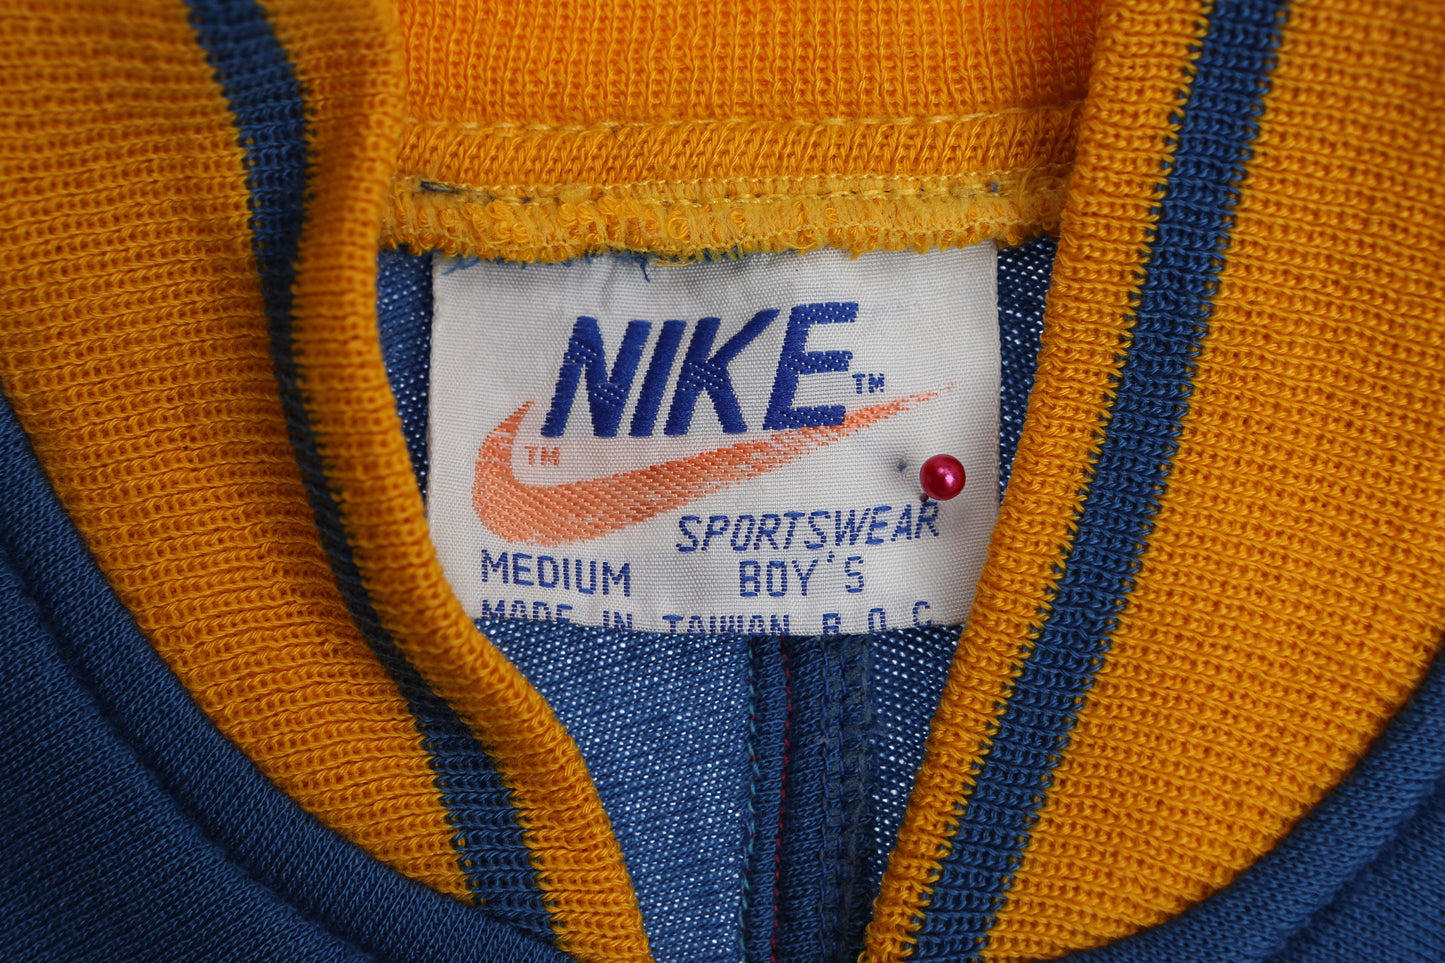 NIKE™
™
SPORTSWEAR
MEDIUM BOY'S
MADE IN TAIWAN R.O.C.